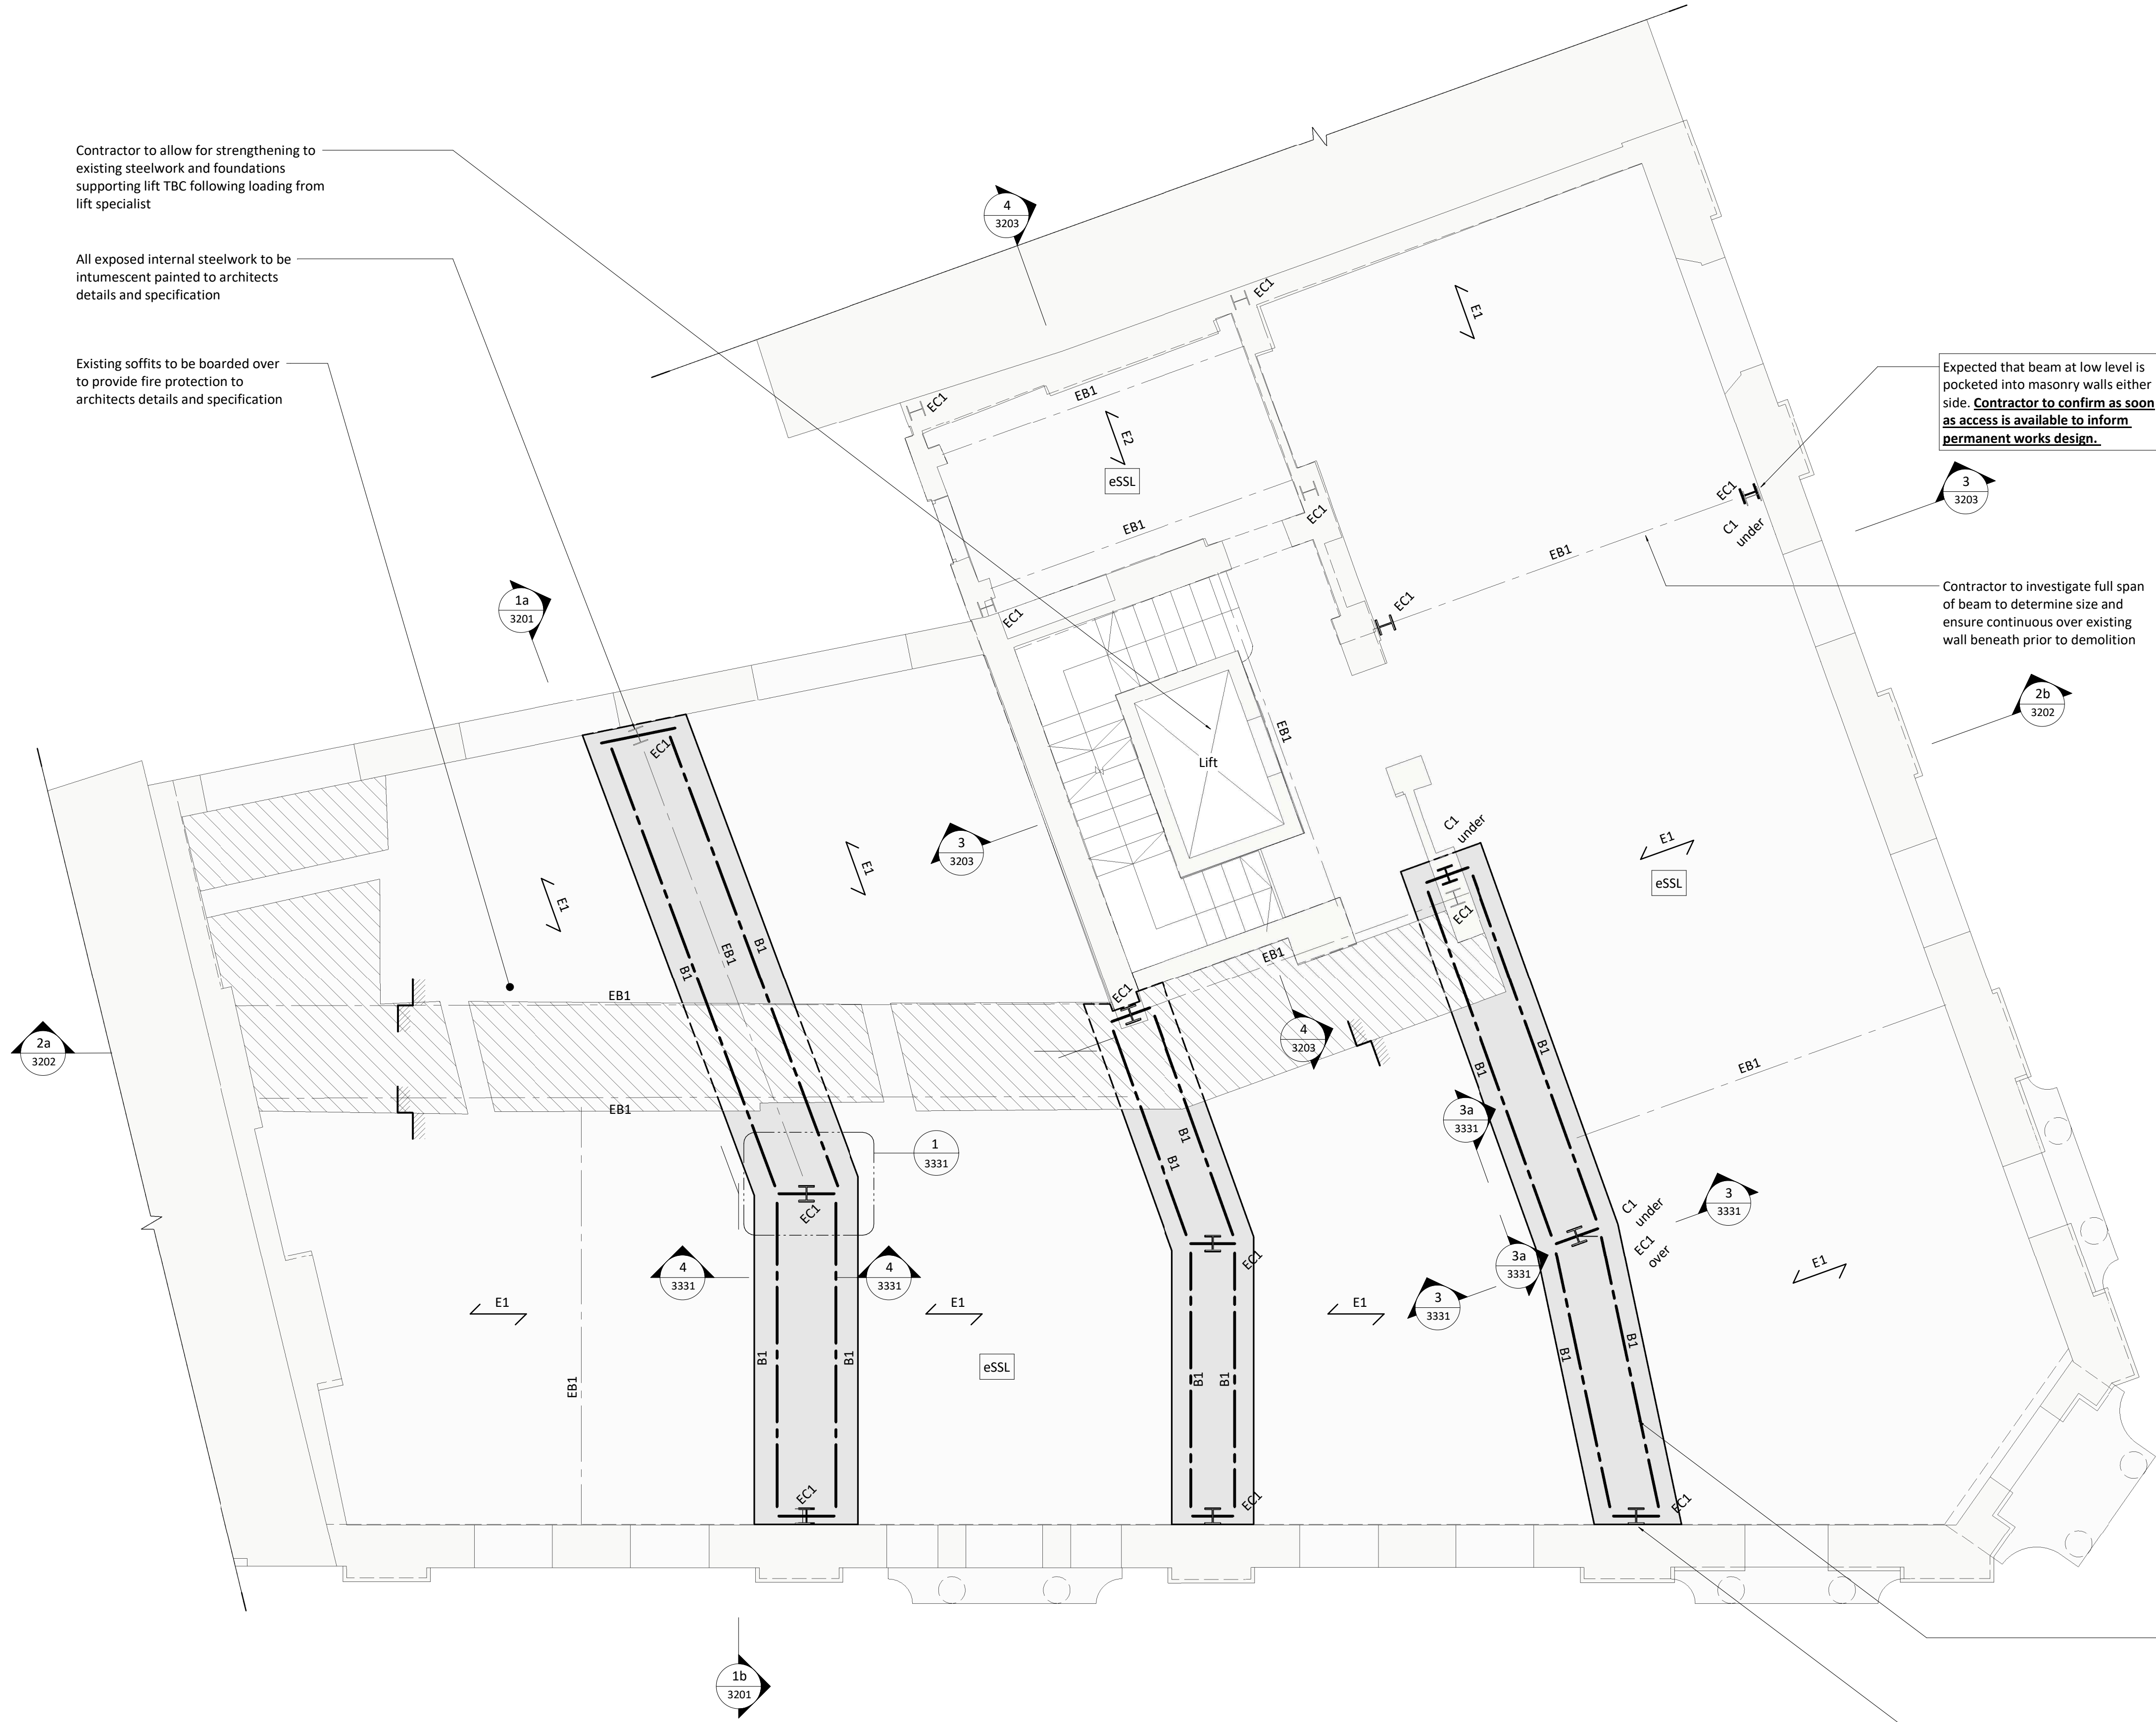 Contractor to allow for strengthening to
existing steelwork and foundations
supporting lift TBC following loading from
lift specialist
All exposed internal steelwork to be
intumescent painted to architects
details and specification
Existing soffits to be boarded over
to provide fire protection to
architects details and specification
Expected that beam at low level is
pocketed into masonry walls either
side. Contractor to confirm as soon
as access is available to inform
permanent works design.
Contractor to investigate full span
of beam to determine size and
ensure continuous over existing
wall beneath prior to demolition
4
3203
EC1
E1
EC1
EB1
E2
eSSL
EC1
3
3203
EB1
EC1
C1
under
EB1
1a
3201
EC1
EC1
2b
3202
EB1
EC1
Lift
C1
under
3
3203
E1
E1
eSSL
E1
EC1
B1
EB1
B1
EB1
EB1
EC1
2a
3202
4
3203
B1
B1
EB1
EB1
3a
3331
1
3331
B1
B1
3
3331
C1
under
EC1
over
EC1
EC1
4
3331
4
3331
3a
3331
3
3331
E1
E1
E1
E1
B1
B1
eSSL
EB1
B1
B1
B1
B1
EC1
EC1
EC1
1b
3201